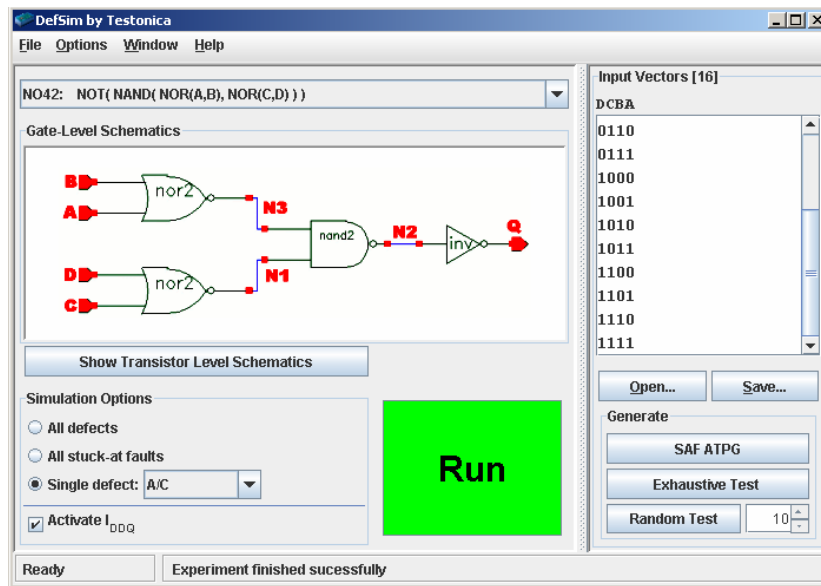 DefSim by Testonica
File Options Window Help
NO42: NOT( NAND( NOR(A,B), NOR(C,D) ) )
Gate-Level Schematics
B
A
nor2
N3
nand2
N2
inv
Q
D
C
nor2
N1
Show Transistor Level Schematics
Simulation Options
All defects
All stuck-at faults
Single defect: A/C
Activate IDDQ
Run
Input Vectors [16]
DCBA
0110
0111
1000
1001
1010
1011
1100
1101
1110
1111
Open... Save...
Generate
SAF ATPG
Exhaustive Test
Random Test 10
Ready Experiment finished sucessfully